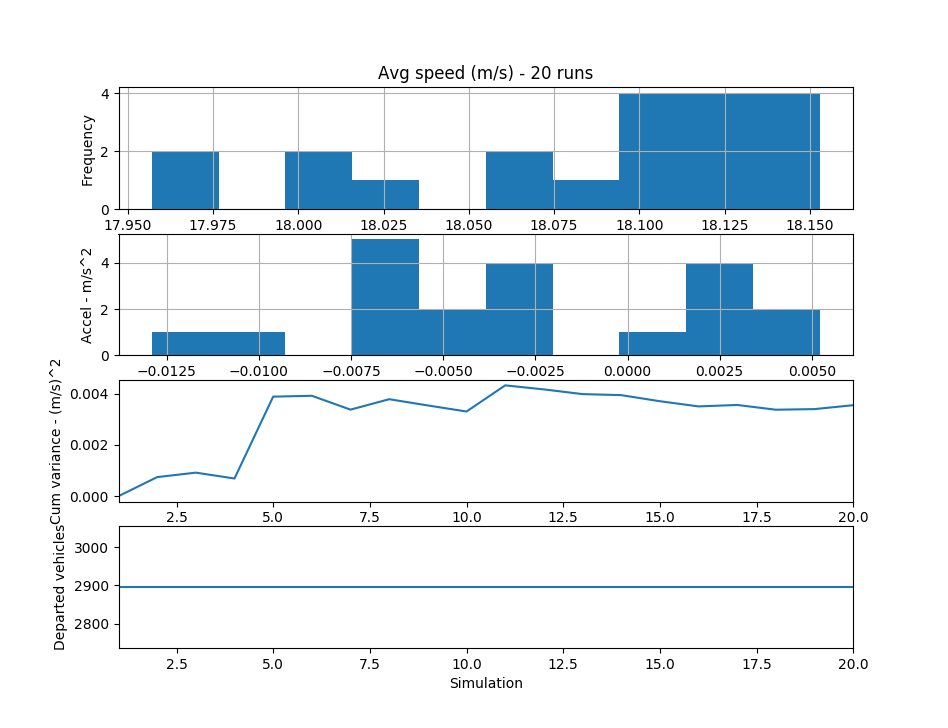 Avg speed (m/s) - 20 runs
Frequency
4
2
0
17.950 17.975 18.000 18.025 18.050 18.075 18.100 18.125 18.150
Accel - m/s^2
4
2
0
−0.0125 −0.0100 −0.0075 −0.0050 −0.0025 0.0000 0.0025 0.0050
Cum variance - (m/s)^2
0.004
0.002
0.000
2.5 5.0 7.5 10.0 12.5 15.0 17.5 20.0
Departed vehicles
3000
2900
2800
2.5 5.0 7.5 10.0 12.5 15.0 17.5 20.0
Simulation